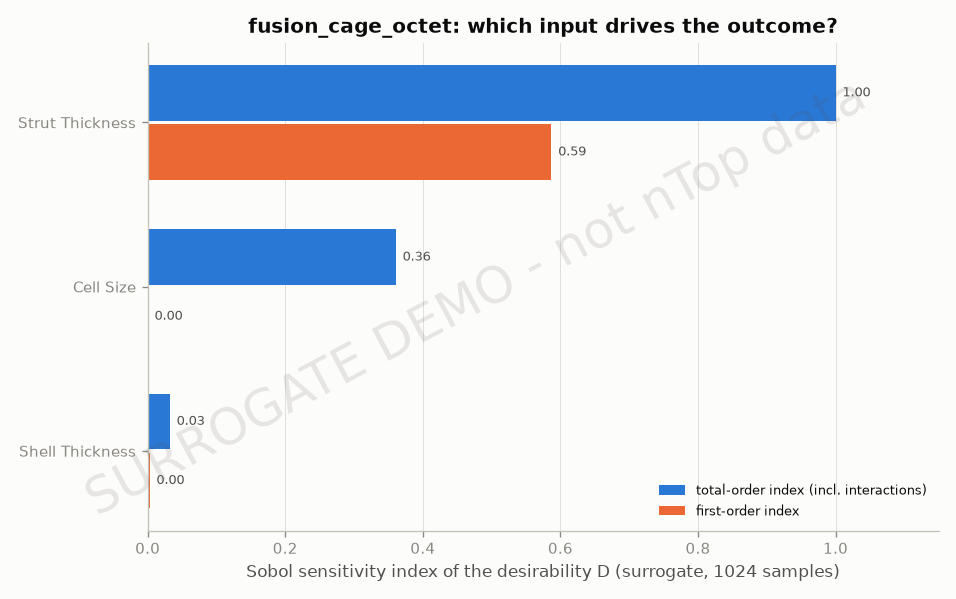 fusion_cage_octet: which input drives the outcome?
Strut Thickness
1.00
0.59
Cell Size
0.36
0.00
Shell Thickness
0.03
0.00
SURROGATE DEMO - not nTop data
total-order index (incl. interactions)
first-order index
0.0 0.2 0.4 0.6 0.8 1.0
Sobol sensitivity index of the desirability D (surrogate, 1024 samples)